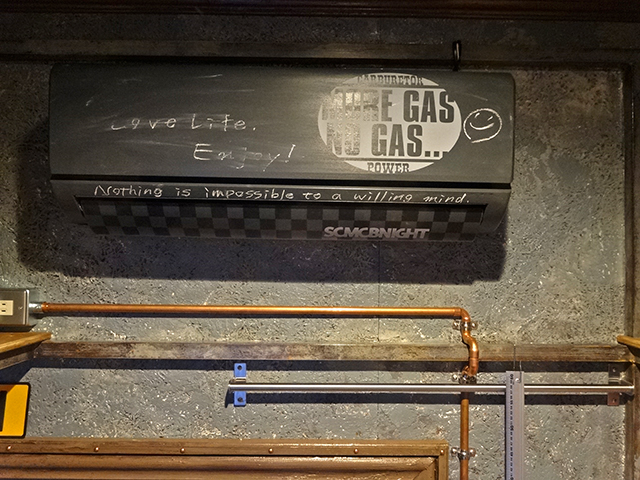 CARBURETOR
MORE GAS
NO GAS..
POWER
Love Life.
Enjoy!
Nothing is impossible to a willing mind.
SCMCBNIGHT